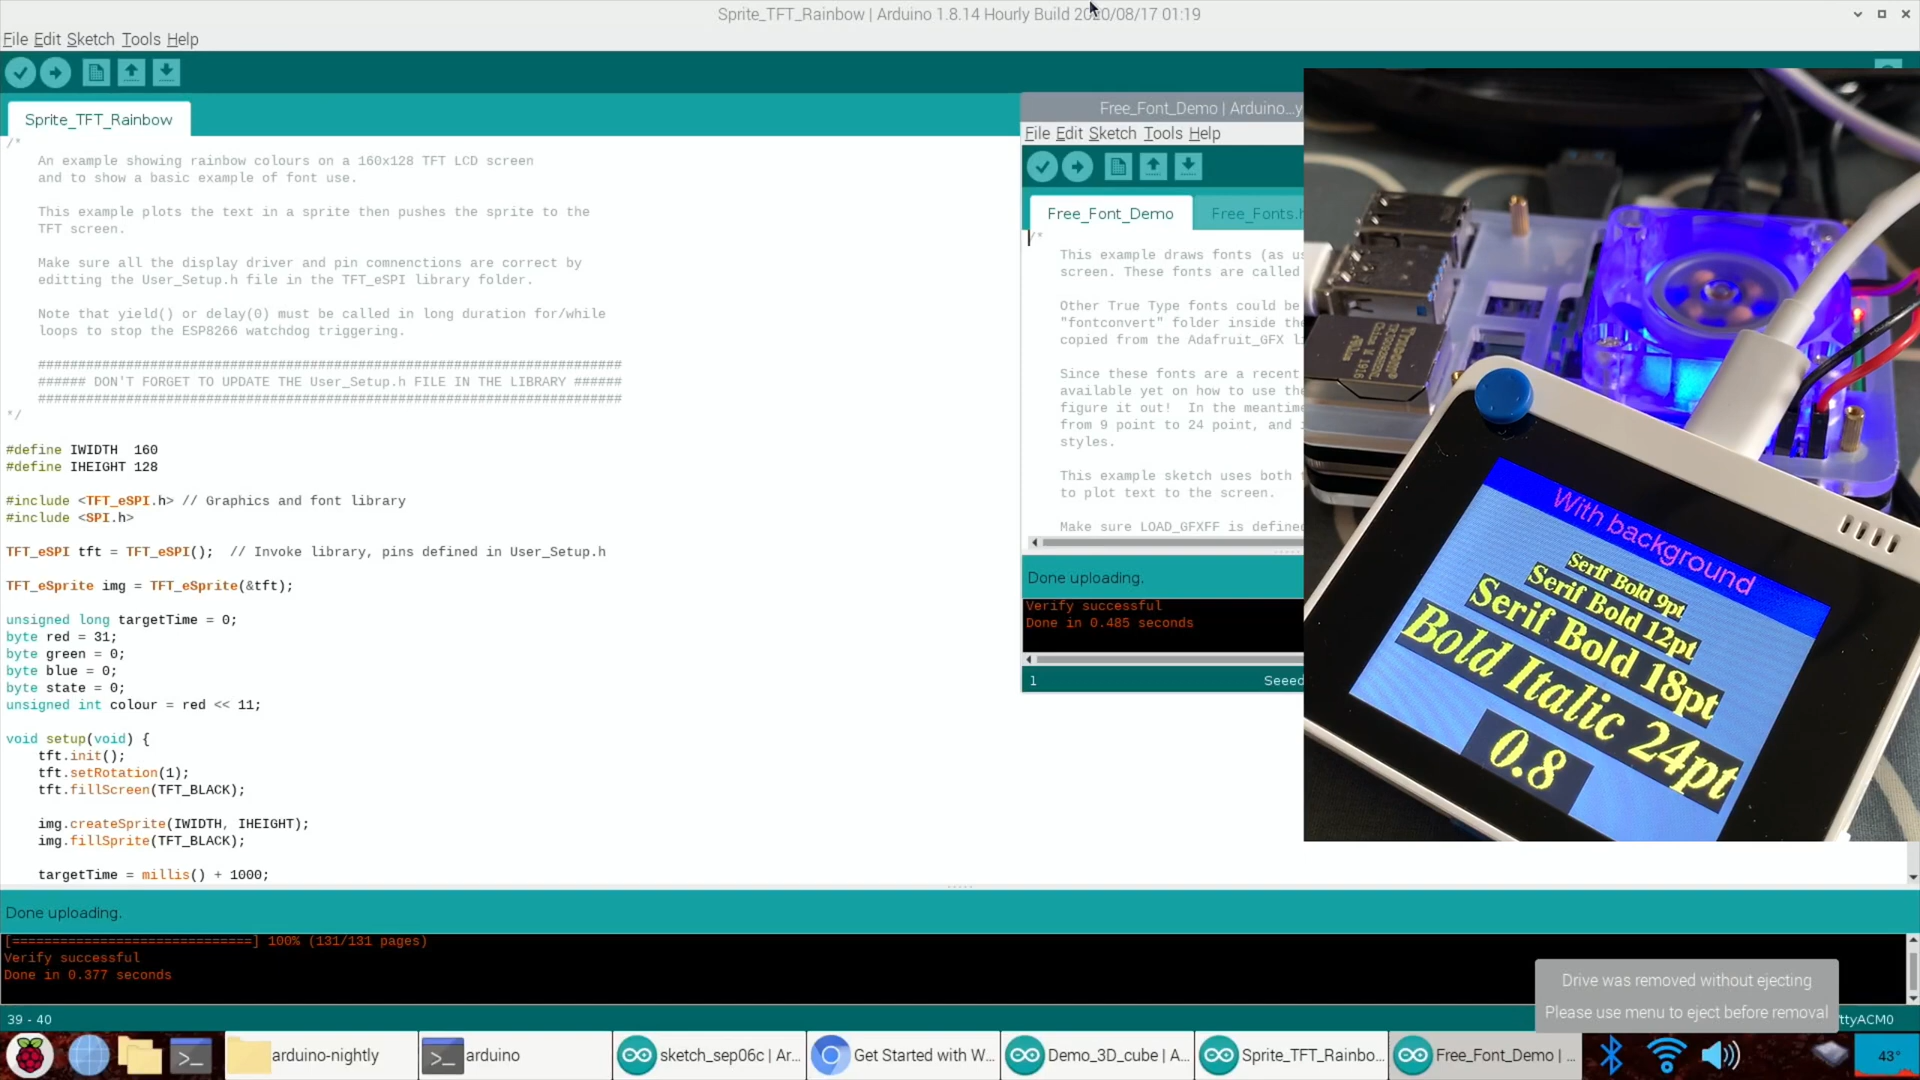 Sprite_TFT_Rainbow | Arduino 1.8.14 Hourly Build 2020/08/17 01:19
File Edit Sketch Tools Help
Sprite_TFT_Rainbow
/*
An example showing rainbow colours on a 160x128 TFT LCD screen
and to show a basic example of font use.
This example plots the text in a sprite then pushes the sprite to the
TFT screen.
Make sure all the display driver and pin comnenctions are correct by
editting the User_Setup.h file in the TFT_eSPI library folder.
Note that yield() or delay(0) must be called in long duration for/while
loops to stop the ESP8266 watchdog triggering.
#########################################################################
###### DON'T FORGET TO UPDATE THE User_Setup.h FILE IN THE LIBRARY ######
#########################################################################
*/
#define IWIDTH  160
#define IHEIGHT 128
#include <TFT_eSPI.h> // Graphics and font library
#include <SPI.h>
TFT_eSPI tft = TFT_eSPI();  // Invoke library, pins defined in User_Setup.h
TFT_eSprite img = TFT_eSprite(&tft);
unsigned long targetTime = 0;
byte red = 31;
byte green = 0;
byte blue = 0;
byte state = 0;
unsigned int colour = red << 11;
void setup(void) {
tft.init();
tft.setRotation(1);
tft.fillScreen(TFT_BLACK);
img.createSprite(IWIDTH, IHEIGHT);
img.fillSprite(TFT_BLACK);
targetTime = millis() + 1000;
Done uploading.
[==============================] 100% (131/131 pages)
Verify successful
Done in 0.377 seconds
39 - 40
Free_Font_Demo | Arduino...y
File Edit Sketch Tools Help
Free_Font_Demo
Free_Fonts.h
/*
This example draws fonts (as us
screen. These fonts are called
Other True Type fonts could be
"fontconvert" folder inside the
copied from the Adafruit_GFX li
Since these fonts are a recent
available yet on how to use the
figure it out!  In the meantime
from 9 point to 24 point, and i
styles.
This example sketch uses both t
to plot text to the screen.
Make sure LOAD_GFXFF is define
Done uploading.
Verify successful
Done in 0.485 seconds
1
Seeed
With background
Serif Bold 9pt
Serif Bold 12pt
Serif Bold 18pt
Bold Italic 24pt
0.8
Drive was removed without ejecting
Please use menu to eject before removal
ttyACM0
arduino-nightly
arduino
sketch_sep06c | Ar...
Get Started with W...
Demo_3D_cube | A...
Sprite_TFT_Rainbo...
Free_Font_Demo | ...
43°